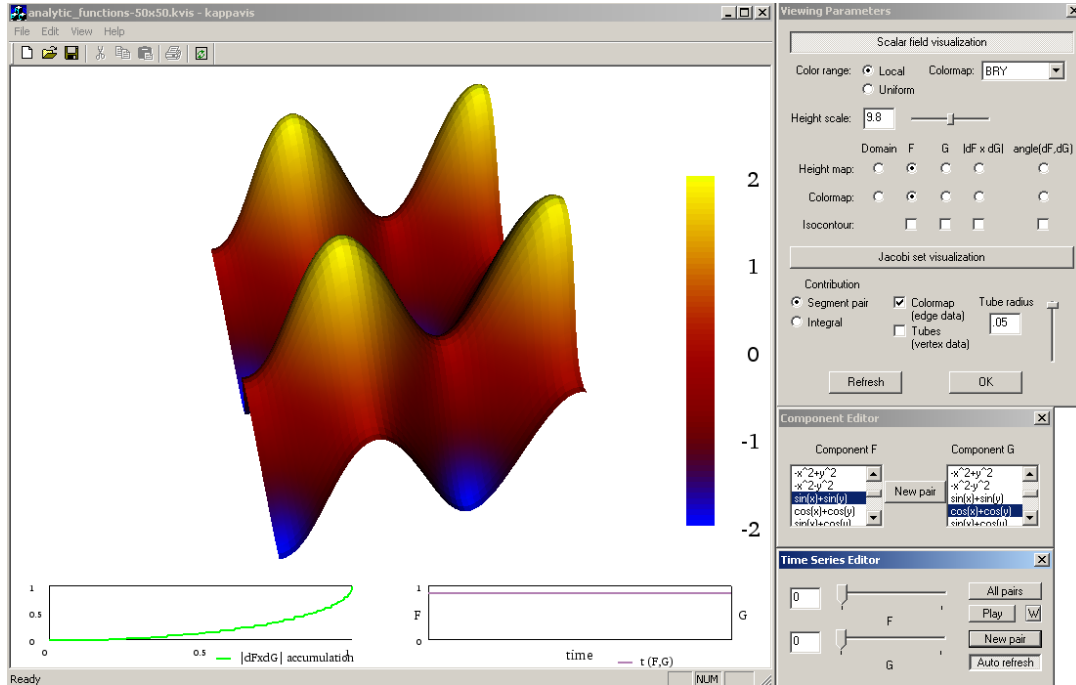 analytic_functions-50x50.kvis - kappavis
File Edit View Help
2
1
0
-1
-2
1
0.5
0
0 0.5 1
|dFxdG| accumulation
1
F
0
G
time
t (F,G)
Ready
NUM
Viewing Parameters
Scalar field visualization
Color range: Local Colormap: BRY
Uniform
Height scale: 9.8
Domain F G |dF x dG| angle(dF,dG)
Height map:
Colormap:
Isocontour:
Jacobi set visualization
Contribution
Segment pair Colormap Tube radius
(edge data) .05
Integral Tubes
(vertex data)
Refresh OK
Component Editor
Component F Component G
-x^2+y^2 -x^2+y^2
-x^2-y^2 -x^2-y^2
sin(x)+sin(y) New pair sin(x)+sin(y)
cos(x)+cos(y) cos(x)+cos(y)
sin(x)+cos(y) sin(x)+cos(y)
Time Series Editor
0 All pairs
F Play W
0 New pair
G Auto refresh